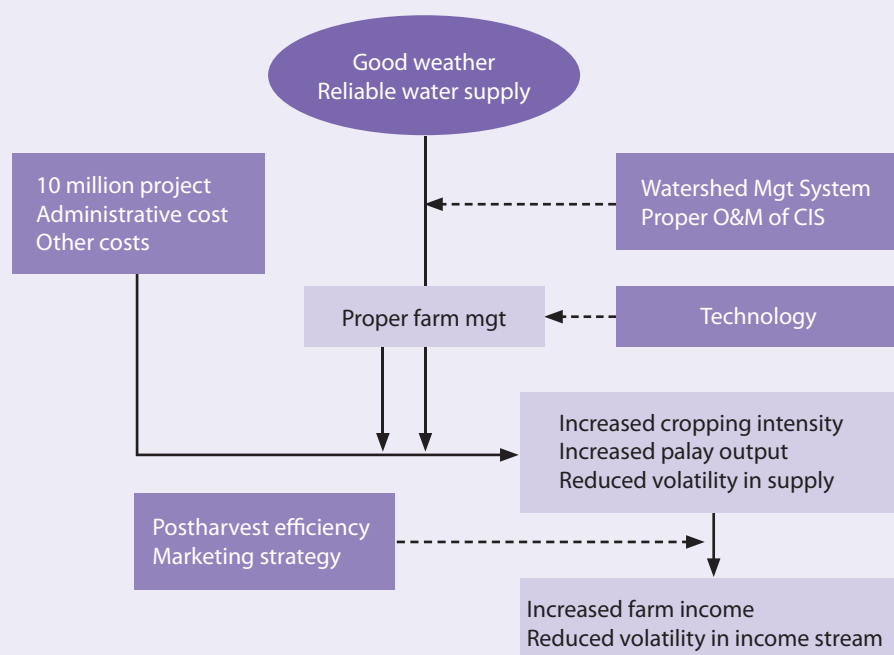 Good weather
Reliable water supply
10 million project
Administrative cost
Other costs
Watershed Mgt System
Proper O&M of CIS
Proper farm mgt
Technology
Increased cropping intensity
Increased palay output
Reduced volatility in supply
Postharvest efficiency
Marketing strategy
Increased farm income
Reduced volatility in income stream